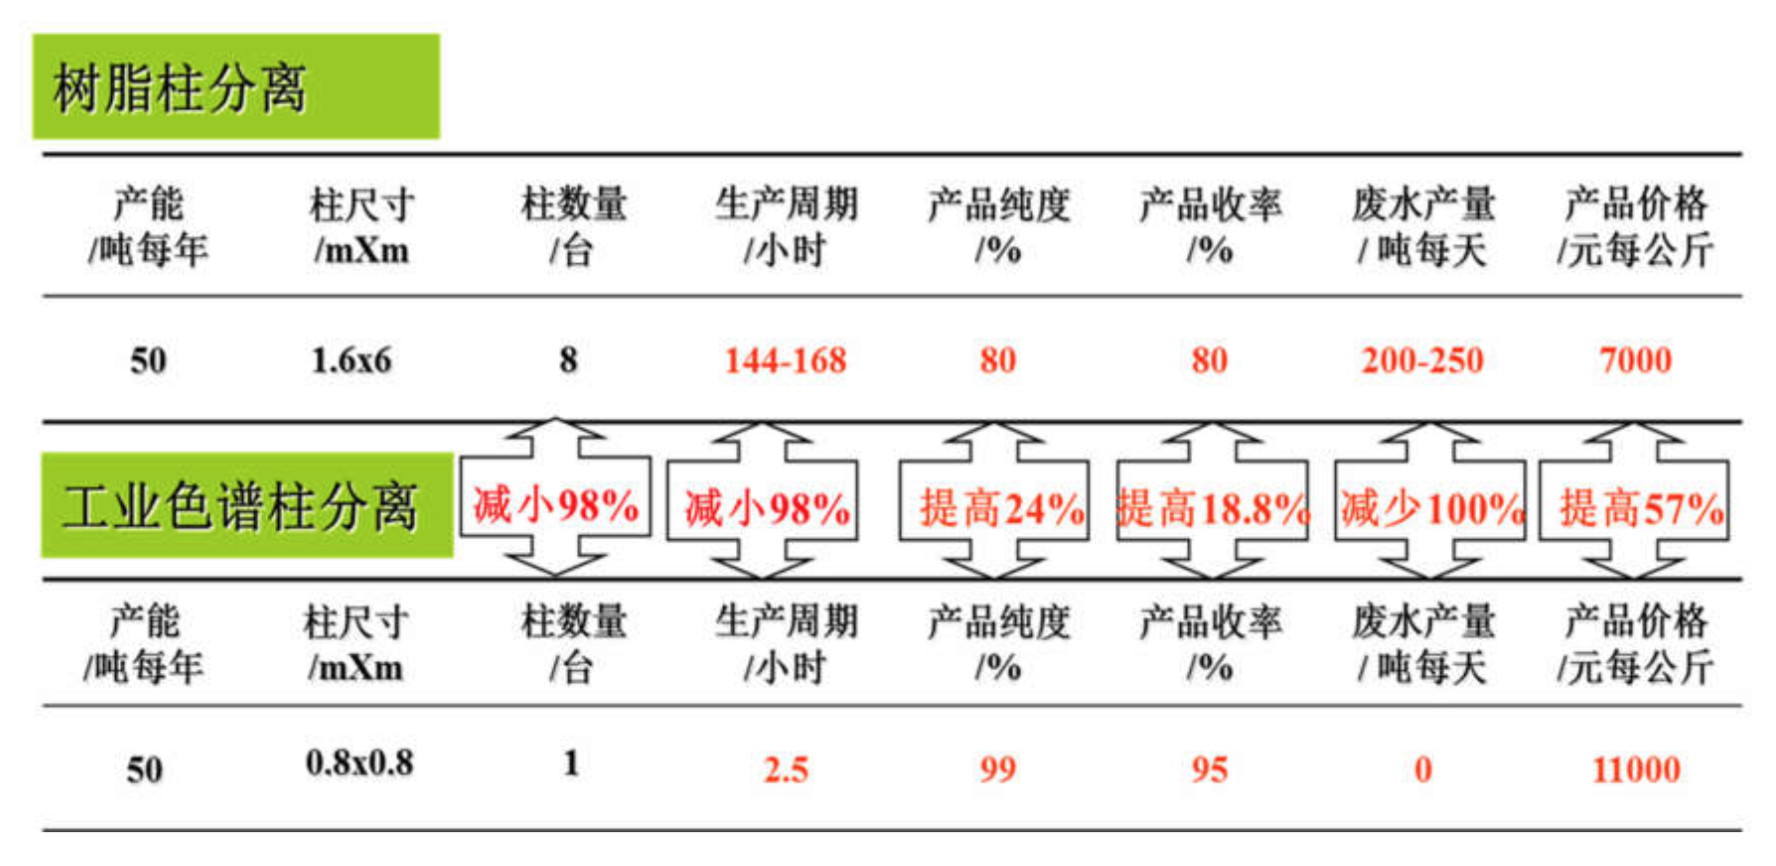 树脂柱分离
产能 柱尺寸 柱数量 生产周期 产品纯度 产品收率 废水产量 产品价格
/吨每年 /mXm /台 /小时 /% /% / 吨每天 /元每公斤
50 1.6x6 8 144-168 80 80 200-250 7000
工业色谱柱分离 减小98% 减小98% 提高24% 提高18.8% 减少100% 提高57%
产能 柱尺寸 柱数量 生产周期 产品纯度 产品收率 废水产量 产品价格
/吨每年 /mXm /台 /小时 /% /% / 吨每天 /元每公斤
50 0.8x0.8 1 2.5 99 95 0 11000